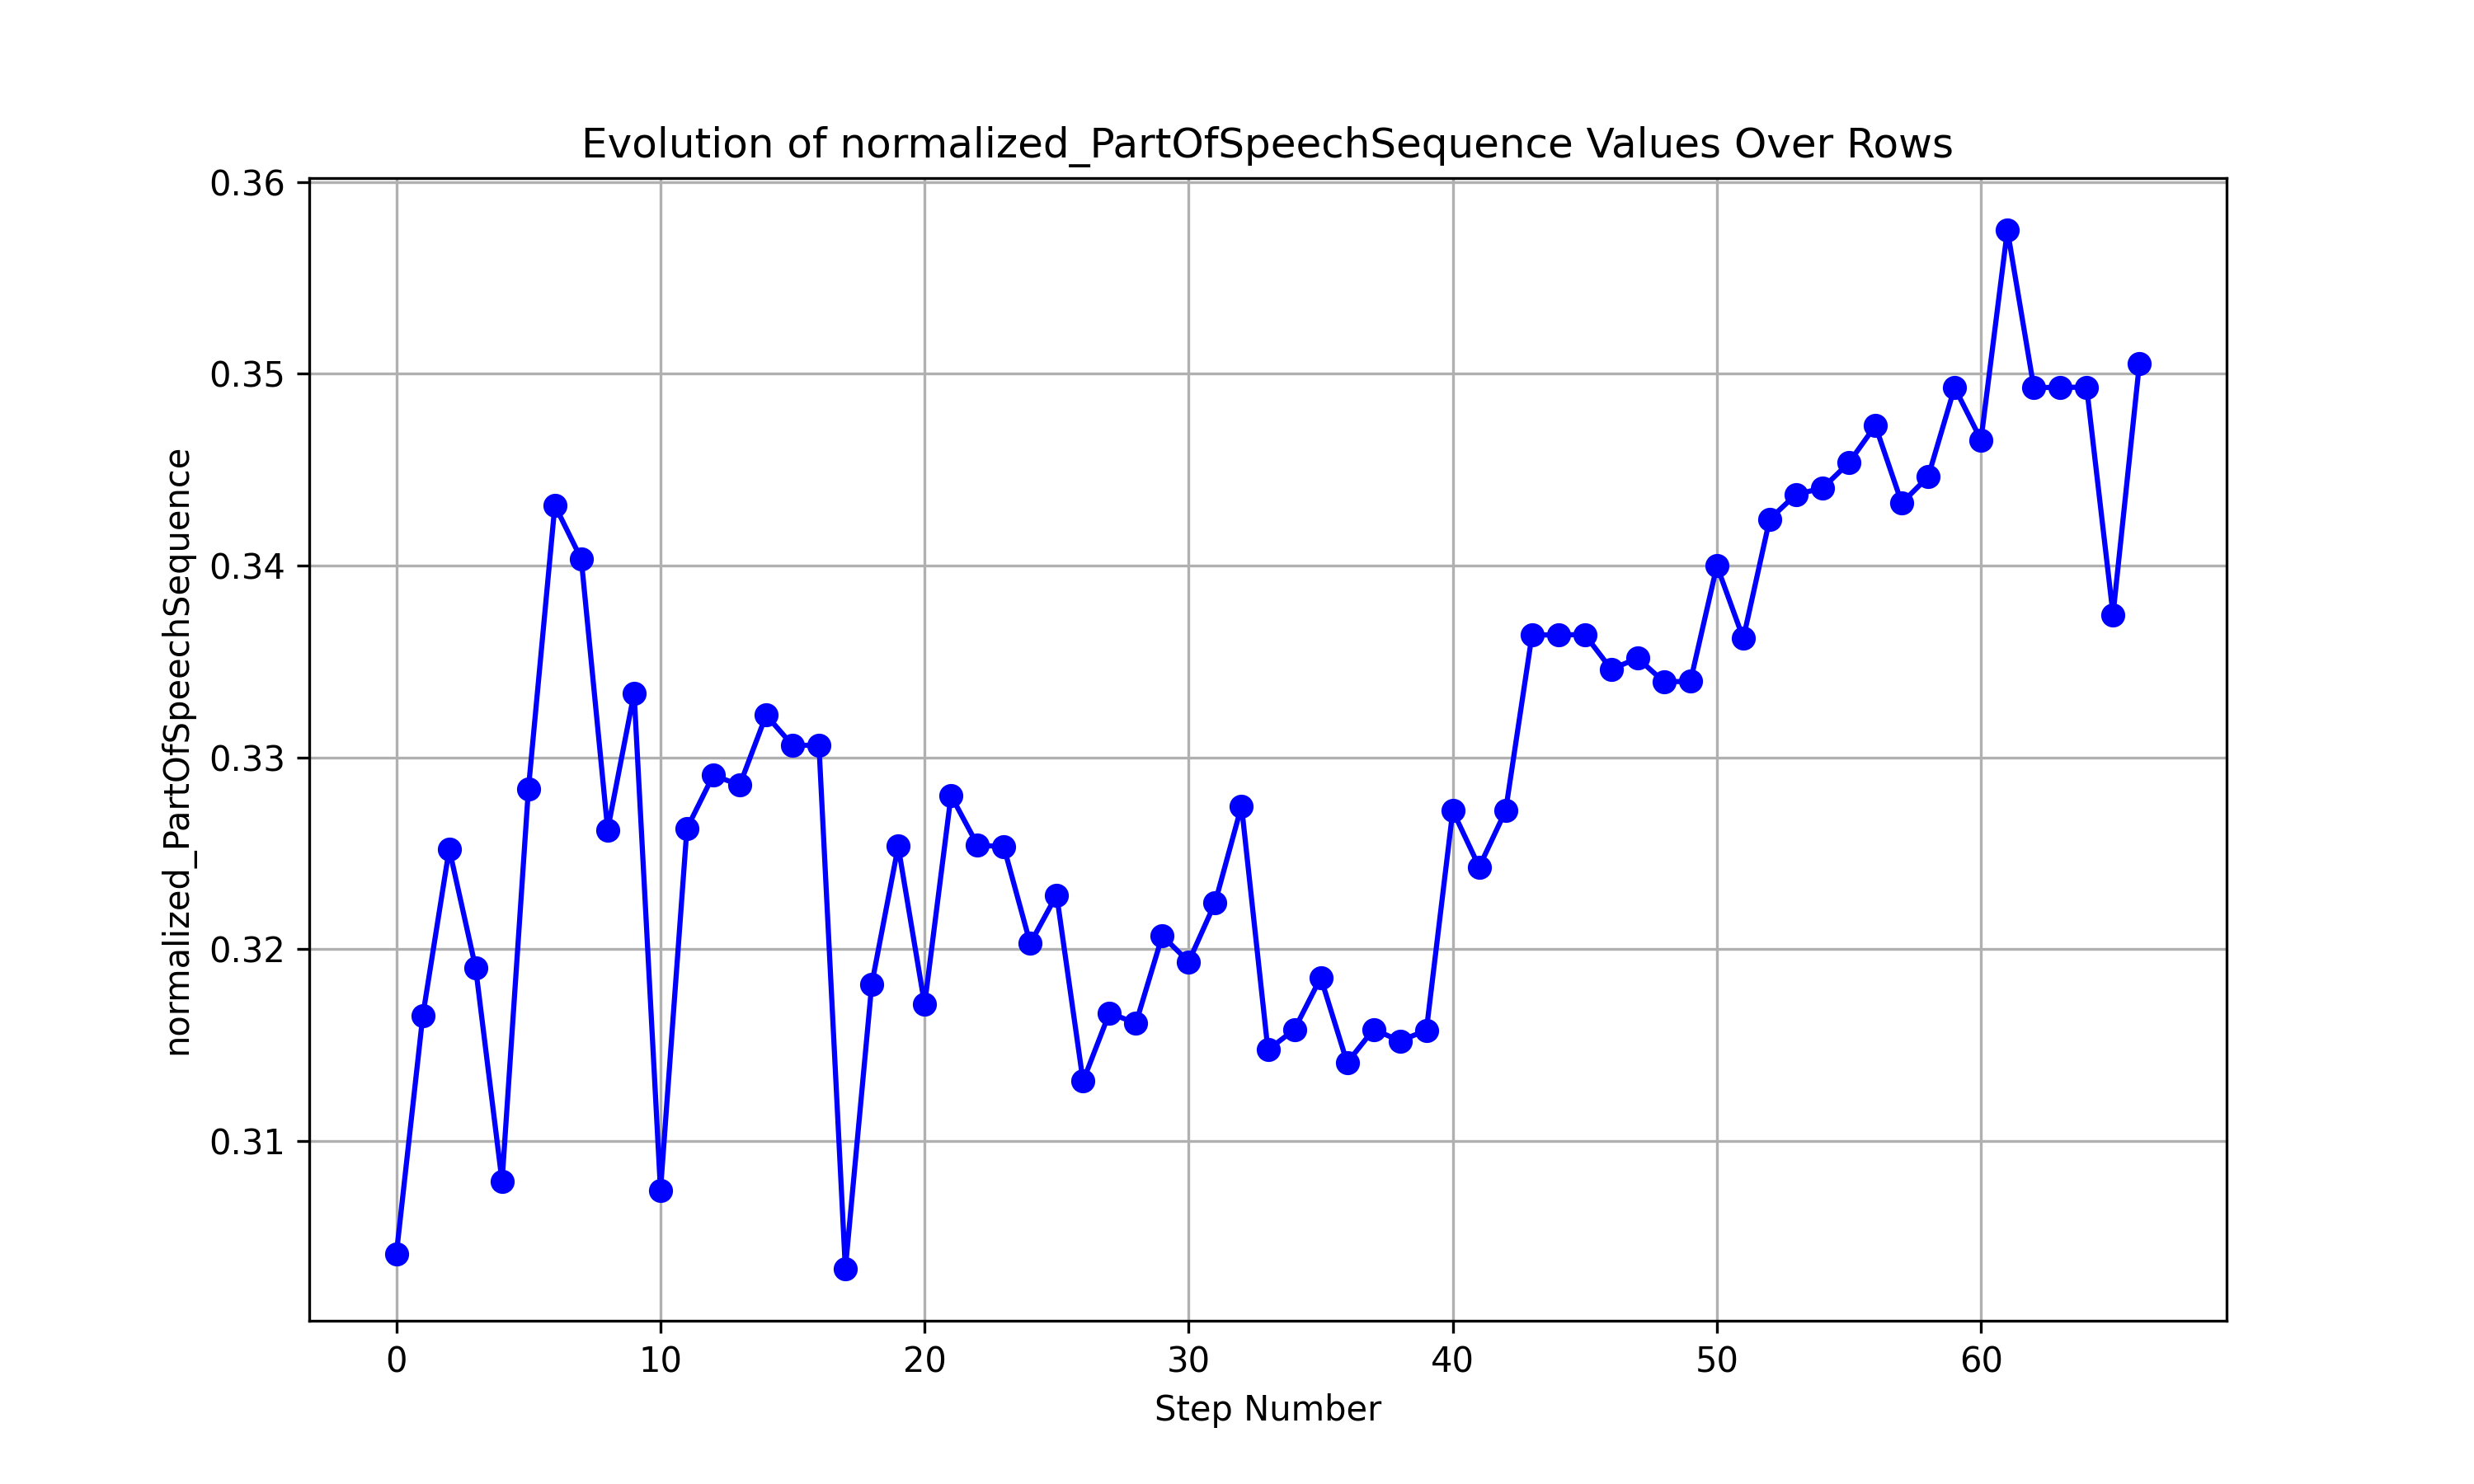 Evolution of normalized_PartOfSpeechSequence Values Over Rows
normalized_PartOfSpeechSequence
0.36
0.35
0.34
0.33
0.32
0.31
0 10 20 30 40 50 60
Step Number